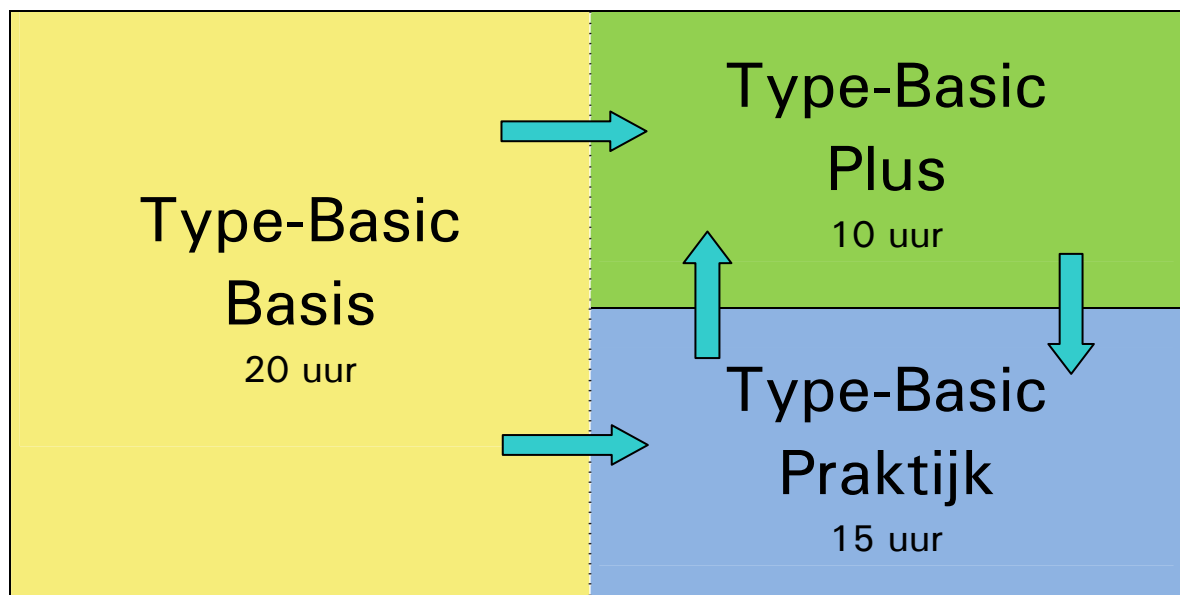 Type-Basic
Basis
20 uur
Type-Basic
Plus
10 uur
Type-Basic
Praktijk
15 uur